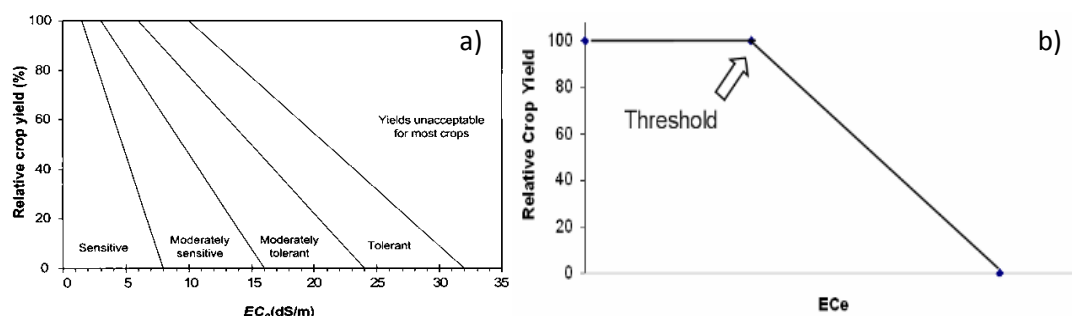 a)
Relative crop yield (%)
100
80
60
40
20
0
Yields unacceptable
for most crops
Sensitive
Moderately
sensitive
Moderately
tolerant
Tolerant
0 5 10 15 20 25 30 35
ECe(dS/m)
b)
Relative Crop Yield
100
80
60
40
20
0
Threshold
ECe